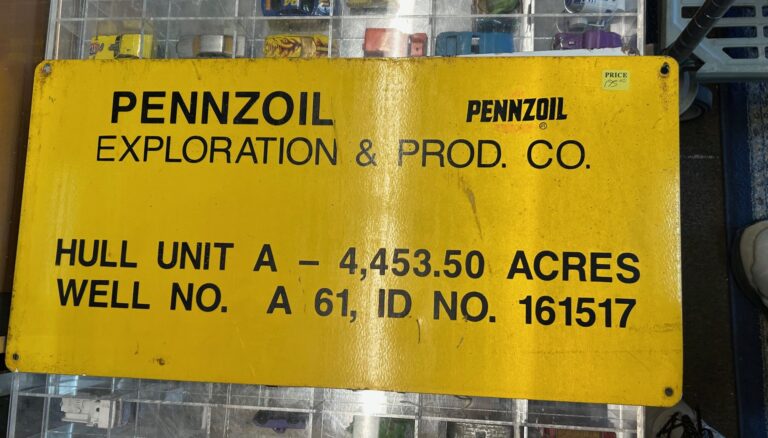 PENNZOIL PENNZOIL ®
EXPLORATION & PROD. CO.
PRICE
HULL UNIT A – 4,453.50 ACRES
WELL NO. A 61, ID NO. 161517